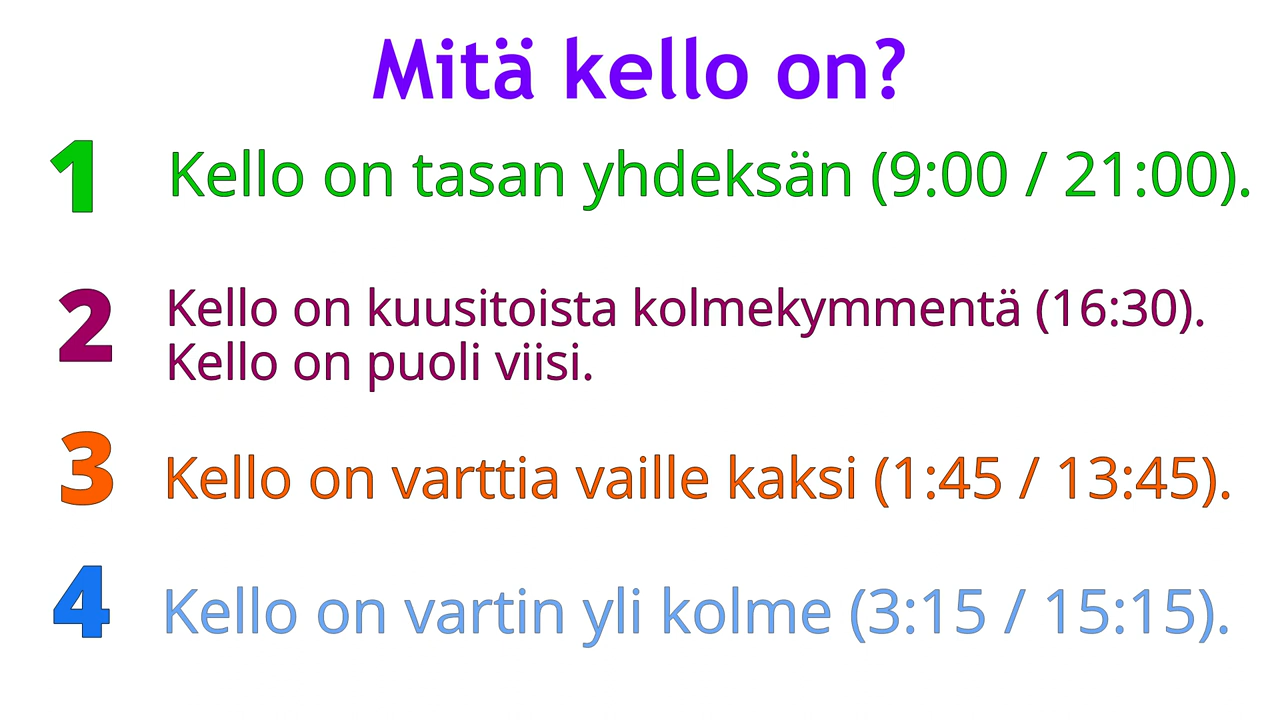 Mitä kello on?
1 Kello on tasan yhdeksän (9:00 / 21:00).
2 Kello on kuusitoista kolmekymmentä (16:30).
Kello on puoli viisi.
3 Kello on varttia vaille kaksi (1:45 / 13:45).
4 Kello on vartin yli kolme (3:15 / 15:15).